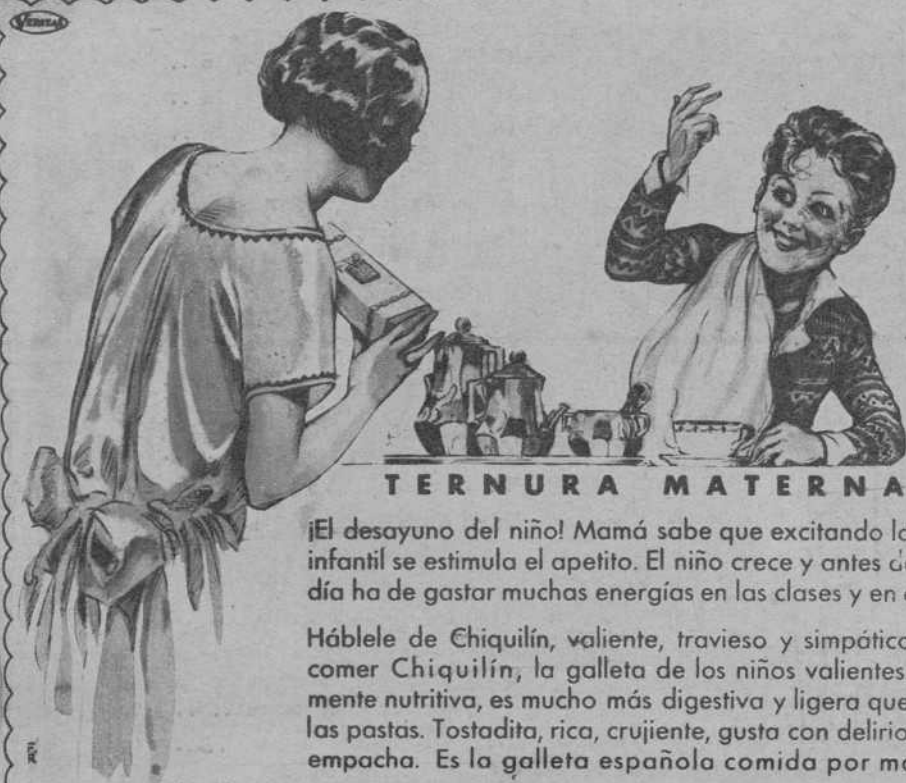 VERITAS
TERNURA MATERNA
¡El desayuno del niño! Mamá sabe que excitando
infantil se estimula el apetito. El niño crece y antes
día ha de gastar muchas energías en las clases y en
Háblele de Chiquilín, valiente, travieso y simpático
comer Chiquilín, la galleta de los niños valientes
mente nutritiva, es mucho más digestiva y ligera que
las pastas. Tostadita, rica, crujiente, gusta con delirio
empacha. Es la galleta española comida por